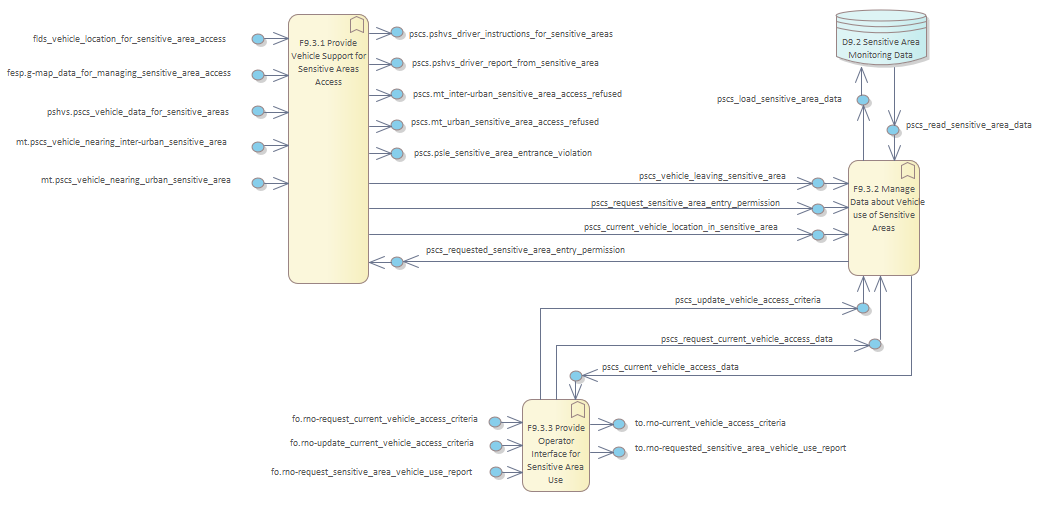 flds_vehicle_location_for_sensitive_area_access
fesp.g-map_data_for_managing_sensitive_area_access
pshvs.pscs_vehicle_data_for_sensitive_areas
mt.pscs_vehicle_nearing_inter-urban_sensitive_area
mt.pscs_vehicle_nearing_urban_sensitive_area
F9.3.1 Provide
Vehicle Support for
Sensitive Areas
Access
pscs.pshvs_driver_instructions_for_sensitive_areas
pscs.pshvs_driver_report_from_sensitive_area
pscs.mt_inter-urban_sensitive_area_access_refused
pscs.mt_urban_sensitive_area_access_refused
pscs.psle_sensitive_area_entrance_violation
D9.2 Sensitive Area
Monitoring Data
pscs_load_sensitive_area_data
pscs_read_sensitive_area_data
pscs_vehicle_leaving_sensitive_area
pscs_request_sensitive_area_entry_permission
pscs_current_vehicle_location_in_sensitive_area
pscs_requested_sensitive_area_entry_permission
F9.3.2 Manage
Data about Vehicle
use of Sensitive
Areas
pscs_update_vehicle_access_criteria
pscs_request_current_vehicle_access_data
pscs_current_vehicle_access_data
fo.rno-request_current_vehicle_access_criteria
fo.rno-update_current_vehicle_access_criteria
fo.rno-request_sensitive_area_vehicle_use_report
F9.3.3 Provide
Operator
Interface for
Sensitive Area
Use
to.rno-current_vehicle_access_criteria
to.rno-requested_sensitive_area_vehicle_use_report